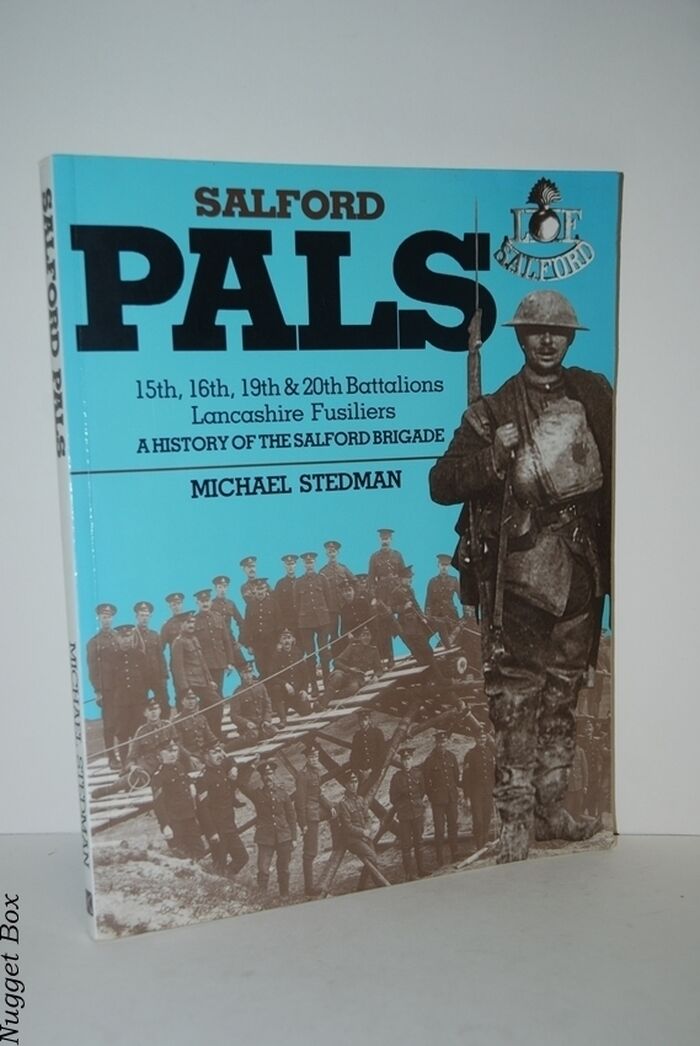 SALFORD
PALS
LF
SALFORD
15th, 16th, 19th & 20th Battalions
Lancashire Fusiliers
A HISTORY OF THE SALFORD BRIGADE
MICHAEL STEDMAN
SALFORD PALS
MICHAEL STEDMAN
Nugget Box